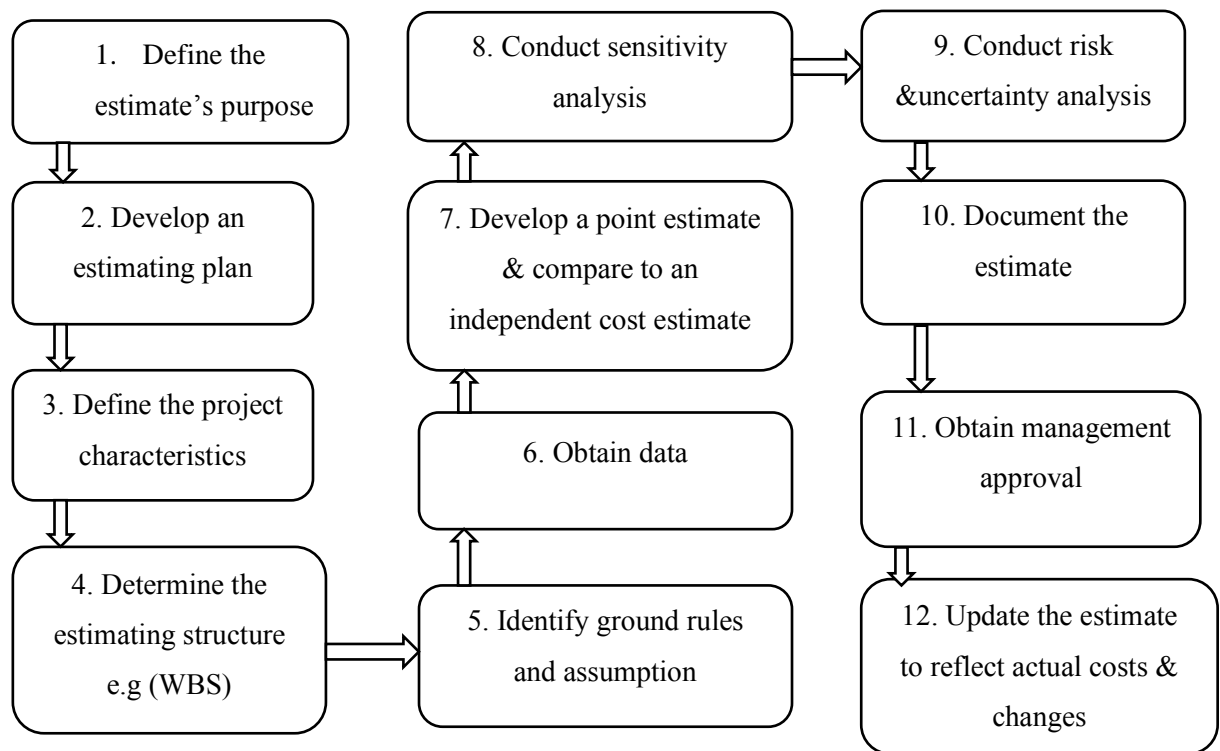 1. Define the
estimate’s purpose
2. Develop an
estimating plan
3. Define the project
characteristics
4. Determine the
estimating structure
e.g (WBS)
5. Identify ground rules
and assumption
6. Obtain data
7. Develop a point estimate
& compare to an
independent cost estimate
8. Conduct sensitivity
analysis
9. Conduct risk
&uncertainty analysis
10. Document the
estimate
11. Obtain management
approval
12. Update the estimate
to reflect actual costs &
changes